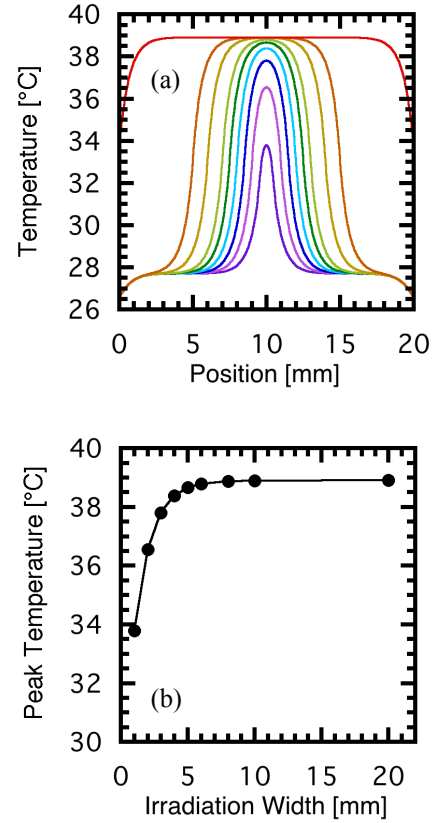 40
38
36
34
32
30
28
26
Temperature [°C]
(a)
0 5 10 15 20
Position [mm]
40
38
36
34
32
30
Peak Temperature [°C]
(b)
0 5 10 15 20
Irradiation Width [mm]